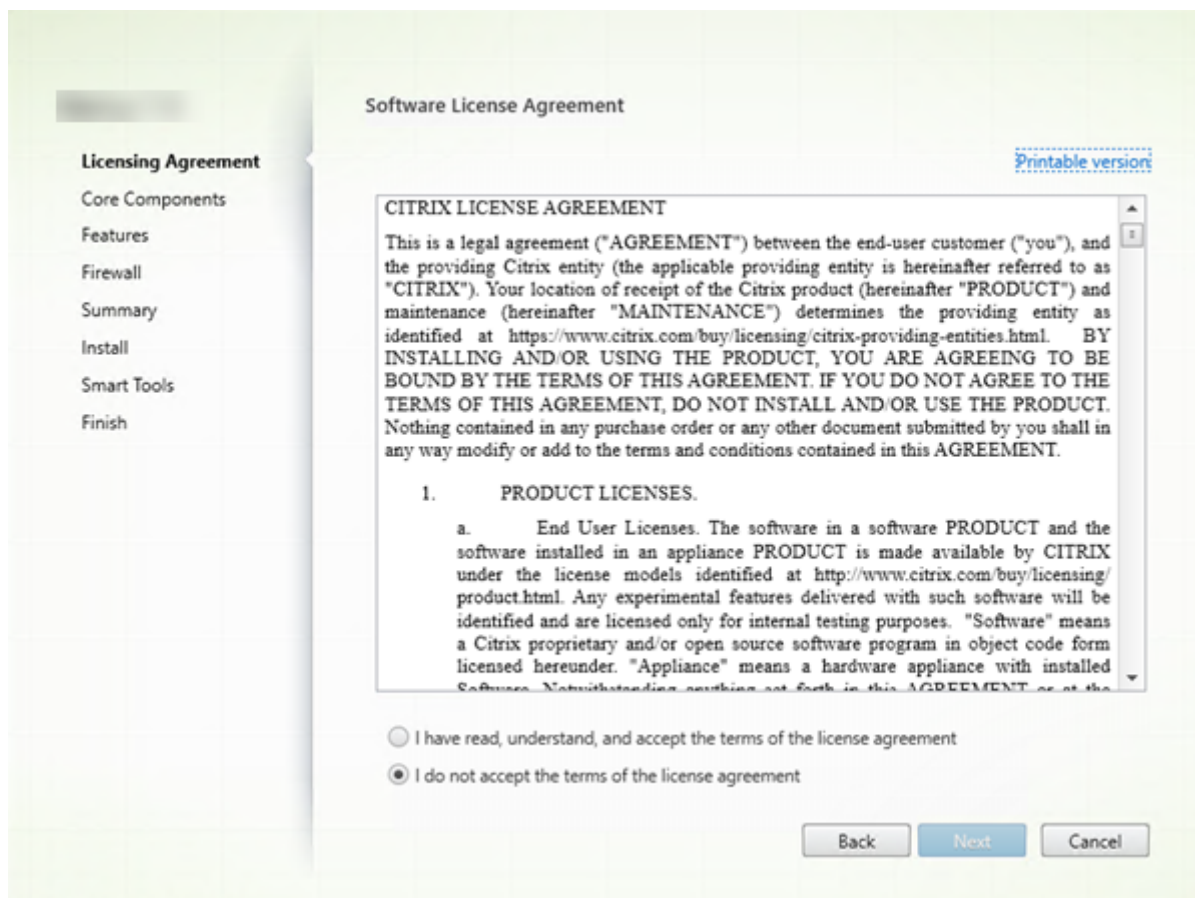 Software License Agreement
Licensing Agreement
Core Components
Features
Firewall
Summary
Install
Smart Tools
Finish
Printable version
CITRIX LICENSE AGREEMENT
This is a legal agreement ("AGREEMENT") between the end-user customer ("you"), and
the providing Citrix entity (the applicable providing entity is hereinafter referred to as
"CITRIX"). Your location of receipt of the Citrix product (hereinafter "PRODUCT") and
maintenance (hereinafter "MAINTENANCE") determines the providing entity as
identified at https://www.citrix.com/buy/licensing/citrix-providing-entities.html. BY
INSTALLING AND/OR USING THE PRODUCT, YOU ARE AGREEING TO BE
BOUND BY THE TERMS OF THIS AGREEMENT. IF YOU DO NOT AGREE TO THE
TERMS OF THIS AGREEMENT, DO NOT INSTALL AND/OR USE THE PRODUCT.
Nothing contained in any purchase order or any other document submitted by you shall in
any way modify or add to the terms and conditions contained in this AGREEMENT.
1. PRODUCT LICENSES.
a. End User Licenses. The software in a software PRODUCT and the
software installed in an appliance PRODUCT is made available by CITRIX
under the license models identified at http://www.citrix.com/buy/licensing/
product.html. Any experimental features delivered with such software will be
identified and are licensed only for internal testing purposes. "Software" means
a Citrix proprietary and/or open source software program in object code form
licensed hereunder. "Appliance" means a hardware appliance with installed
Software. Notwithstanding anything set forth in this AGREEMENT or at the
I have read, understand, and accept the terms of the license agreement
I do not accept the terms of the license agreement
Back
Next
Cancel